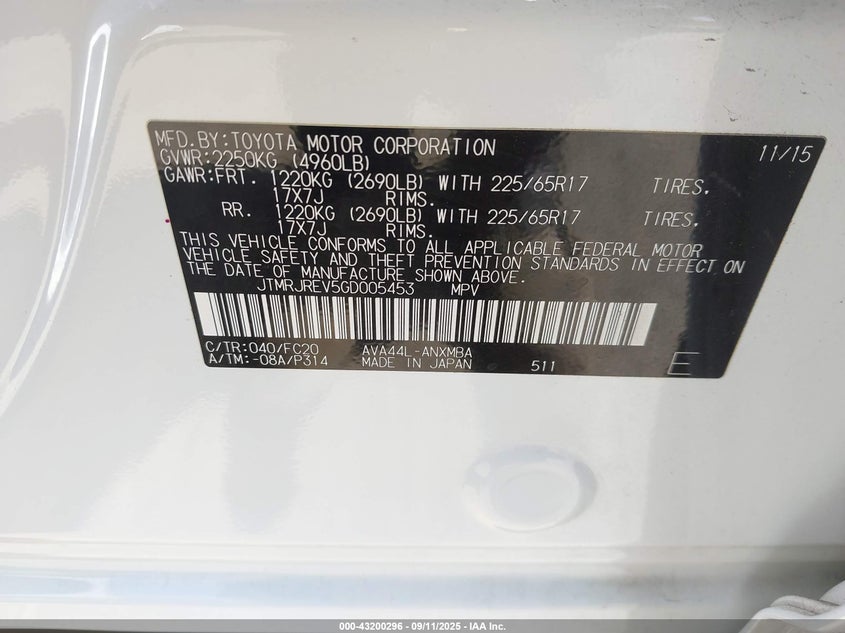 MFD.BY:TOYOTA MOTOR CORPORATION 11/15
GVWR:2250KG (4960LB)
GAWR:FRT. 1220KG (2690LB) WITH 225/65R17 TIRES.
17X7J RIMS.
RR. 1220KG (2690LB) WITH 225/65R17 TIRES.
17X7J RIMS.
THIS VEHICLE CONFORMS TO ALL APPLICABLE FEDERAL MOTOR
VEHICLE SAFETY AND THEFT PREVENTION STANDARDS IN EFFECT ON
THE DATE OF MANUFACTURE SHOWN ABOVE.
JTMRJREV5GD005453 MPV
C/TR:040/FC20 AVA44L-ANXMBA
A/TM:-08A/P314 MADE IN JAPAN 511 E
000-43200296 - 09/11/2025 - IAA Inc.